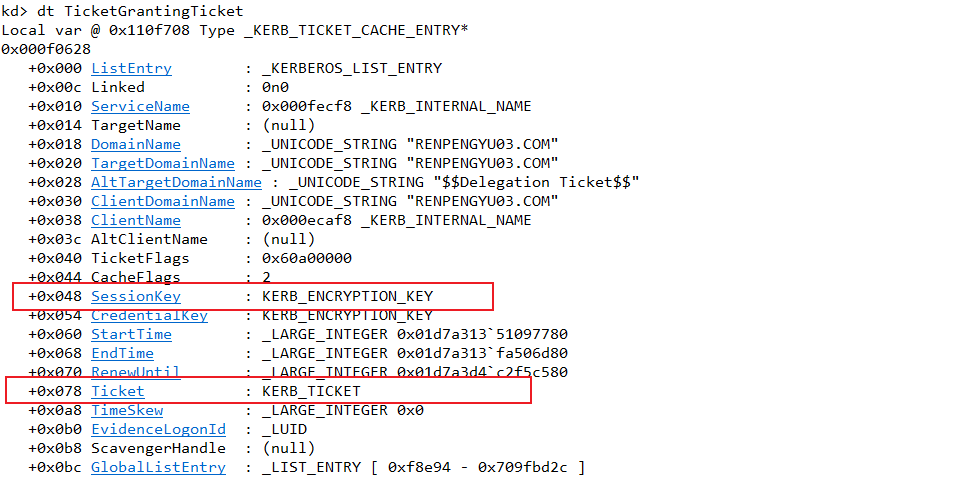 kd> dt TicketGrantingTicket
Local var @ 0x110f708 Type _KERB_TICKET_CACHE_ENTRY*
0x000f0628
+0x000 ListEntry : _KERBEROS_LIST_ENTRY
+0x00c Linked : 0n0
+0x010 ServiceName : 0x000fecf8 _KERB_INTERNAL_NAME
+0x014 TargetName : (null)
+0x018 DomainName : _UNICODE_STRING "RENPENGYU03.COM"
+0x020 TargetDomainName : _UNICODE_STRING "RENPENGYU03.COM"
+0x028 AltTargetDomainName : _UNICODE_STRING "$$Delegation Ticket$$"
+0x030 ClientDomainName : _UNICODE_STRING "RENPENGYU03.COM"
+0x038 ClientName : 0x000ecaf8 _KERB_INTERNAL_NAME
+0x03c AltClientName : (null)
+0x040 TicketFlags : 0x60a00000
+0x044 CacheFlags : 2
+0x048 SessionKey : KERB_ENCRYPTION_KEY
+0x054 CredentialKey : KERB_ENCRYPTION_KEY
+0x060 StartTime : _LARGE_INTEGER 0x01d7a313`51097780
+0x068 EndTime : _LARGE_INTEGER 0x01d7a313`fa506d80
+0x070 RenewUntil : _LARGE_INTEGER 0x01d7a3d4`c2f5c580
+0x078 Ticket : KERB_TICKET
+0x0a8 TimeSkew : _LARGE_INTEGER 0x0
+0x0b0 EvidenceLogonId : _LUID
+0x0b8 ScavengerHandle : (null)
+0x0bc GlobalListEntry : _LIST_ENTRY [ 0xf8e94 - 0x709fbd2c ]